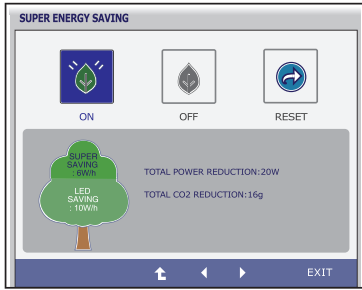 SUPER ENERGY SAVING
ON
OFF
RESET
SUPER
SAVING
: 6W/h
LED
SAVING
: 10W/h
TOTAL POWER REDUCTION:20W
TOTAL CO2 REDUCTION:16g
EXIT